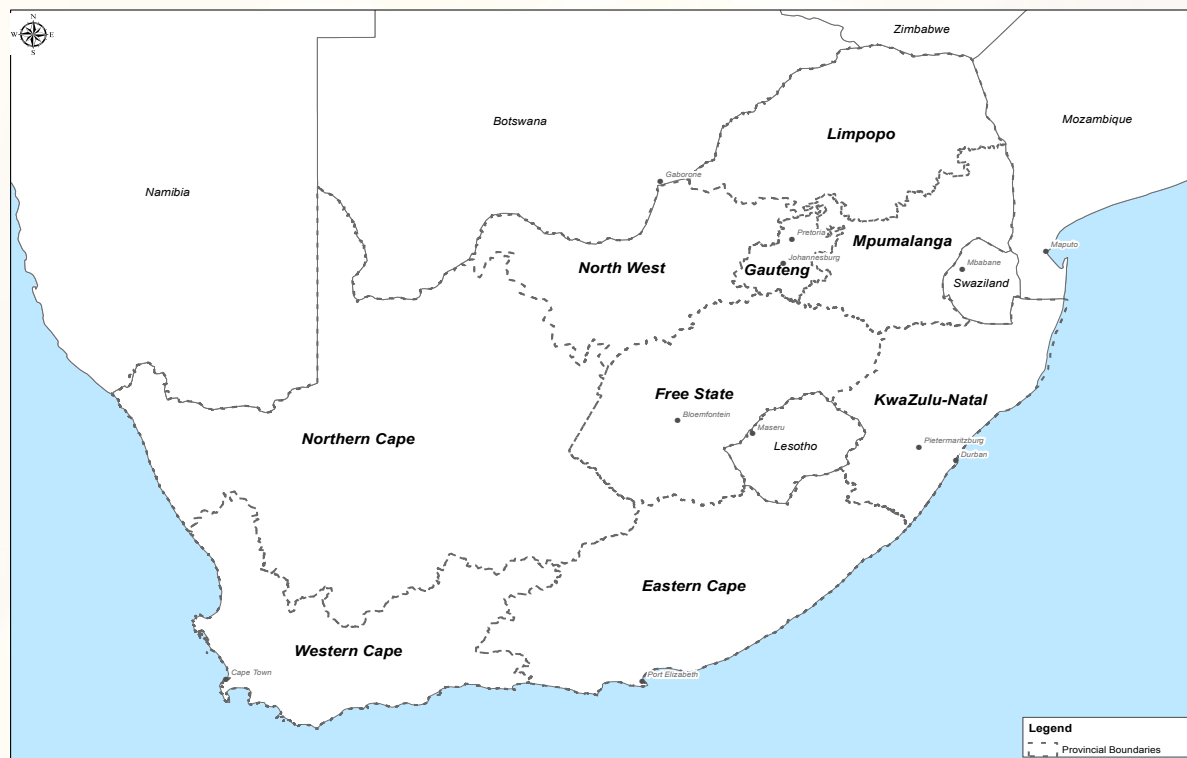 N
W
E
S
Zimbabwe
Botswana
Mozambique
Limpopo
Namibia
Gaborone
Pretoria
Mpumalanga
Maputo
Johannesburg
North West
Gauteng
Mbabane
Swaziland
Free State
KwaZulu-Natal
Bloemfontein
Maseru
Northern Cape
Lesotho
Pietermaritzburg
Durban
Eastern Cape
Western Cape
Cape Town
Port Elizabeth
Legend
Provincial Boundaries